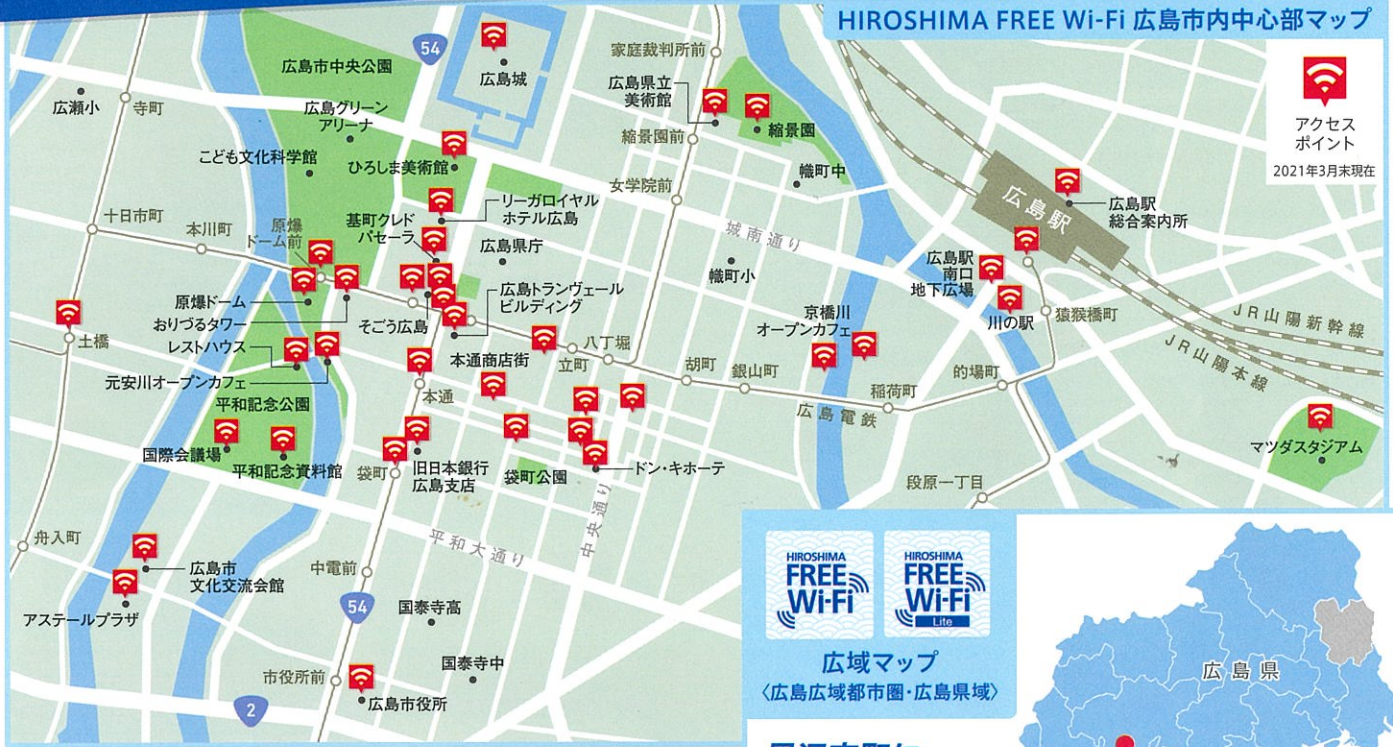 HIROSHIMA FREE Wi-Fi 広島市内中心部マップ
アクセス
ポイント
2021年3月末現在
54
広島城
家庭裁判所前
広島県立
美術館
縮景園
広島市中央公園
広瀬小
寺町
広島グリーン
アリーナ
縮景園前
こども文化科学館
ひろしま美術館
幟町中
女学院前
広島駅
広島駅
総合案内所
十日市町
本川町
原爆
ドーム前
基町クレド
パセーラ
リーガロイヤル
ホテル広島
広島県庁
城南通り
幟町小
広島駅
南口
地下広場
川の駅
猿猴橋町
JR山陽新幹線
JR山陽本線
原爆ドーム
おりづるタワー
そごう広島
広島トランヴェール
ビルディング
京橋川
オープンカフェ
土橋
レストハウス
元安川オープンカフェ
本通商店街
立町
八丁堀
胡町
銀山町
稲荷町
的場町
広島電鉄
本通
平和記念公園
国際会議場
平和記念資料館
袋町
旧日本銀行
広島支店
袋町公園
ドン・キホーテ
マツダスタジアム
段原一丁目
中央通り
平和大通り
舟入町
広島市
文化交流会館
アステールプラザ
中電前
54
国泰寺高
国泰寺中
市役所前
広島市役所
2
HIROSHIMA
FREE
Wi-Fi
HIROSHIMA
FREE
Wi-Fi
Lite
広域マップ
〈広島広域都市圏・広島県域〉
広島県